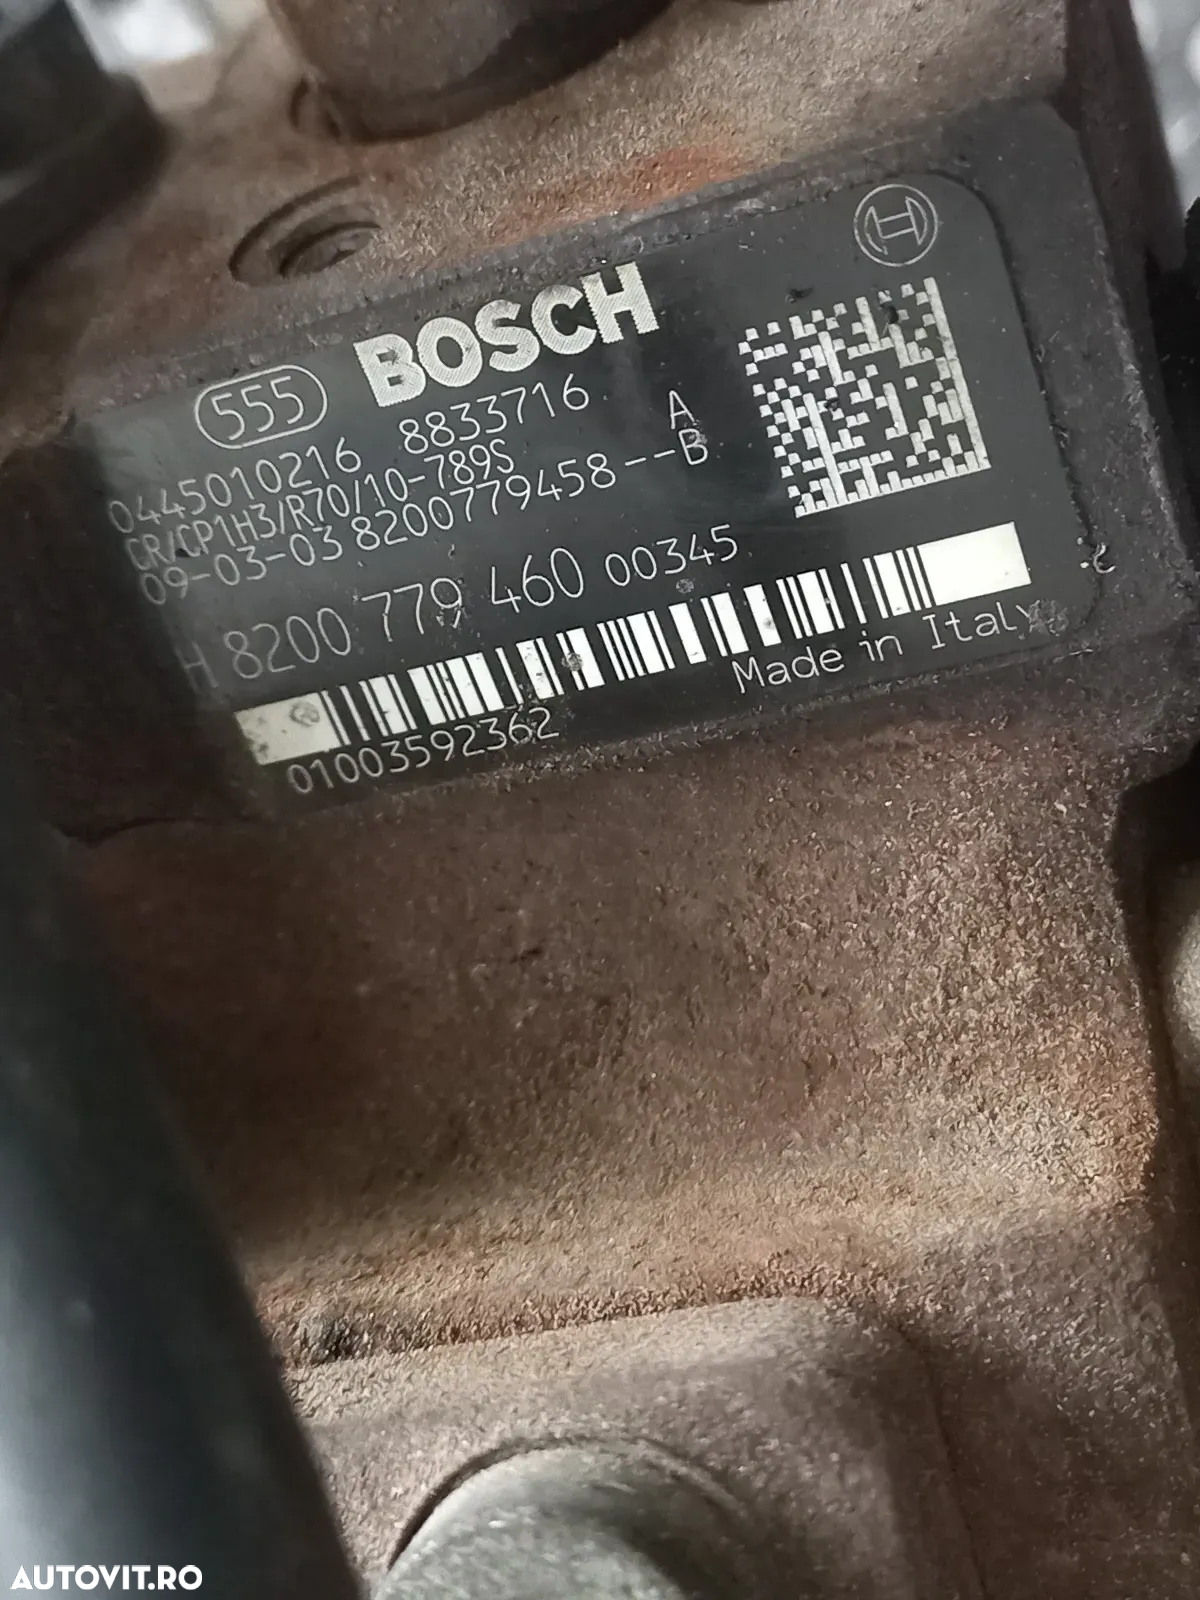 555 BOSCH
0445010216 8833716
CR/CP1H3/R70/10-789S A
09-03-03 8200779458--B
H 8200 779 460 00345
Made in Italy
01003592362
AUTOVIT.RO